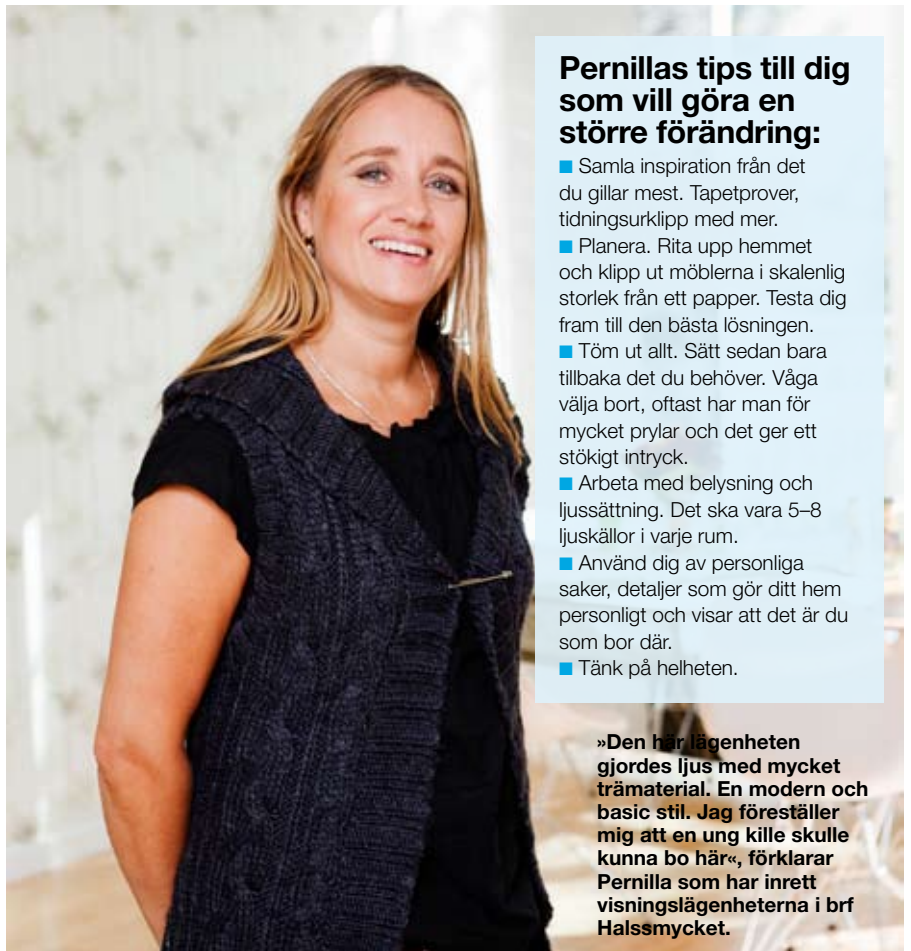 Pernillas tips till dig
som vill göra en
större förändring:
■ Samla inspiration från det
du gillar mest. Tapetprover,
tidningsurklipp med mer.
■ Planera. Rita upp hemmet
och klipp ut möblerna i skalenlig
storlek från ett papper. Testa dig
fram till den bästa lösningen.
■ Töm ut allt. Sätt sedan bara
tillbaka det du behöver. Våga
välja bort, oftast har man för
mycket prylar och det ger ett
stökigt intryck.
■ Arbeta med belysning och
ljussättning. Det ska vara 5–8
ljuskällor i varje rum.
■ Använd dig av personliga
saker, detaljer som gör ditt hem
personligt och visar att det är du
som bor där.
■ Tänk på helheten.
»Den här lägenheten
gjordes ljus med mycket
trämaterial. En modern och
basic stil. Jag föreställer
mig att en ung kille skulle
kunna bo här«, förklarar
Pernilla som har inrett
visningslägenheterna i brf
Halssmycket.